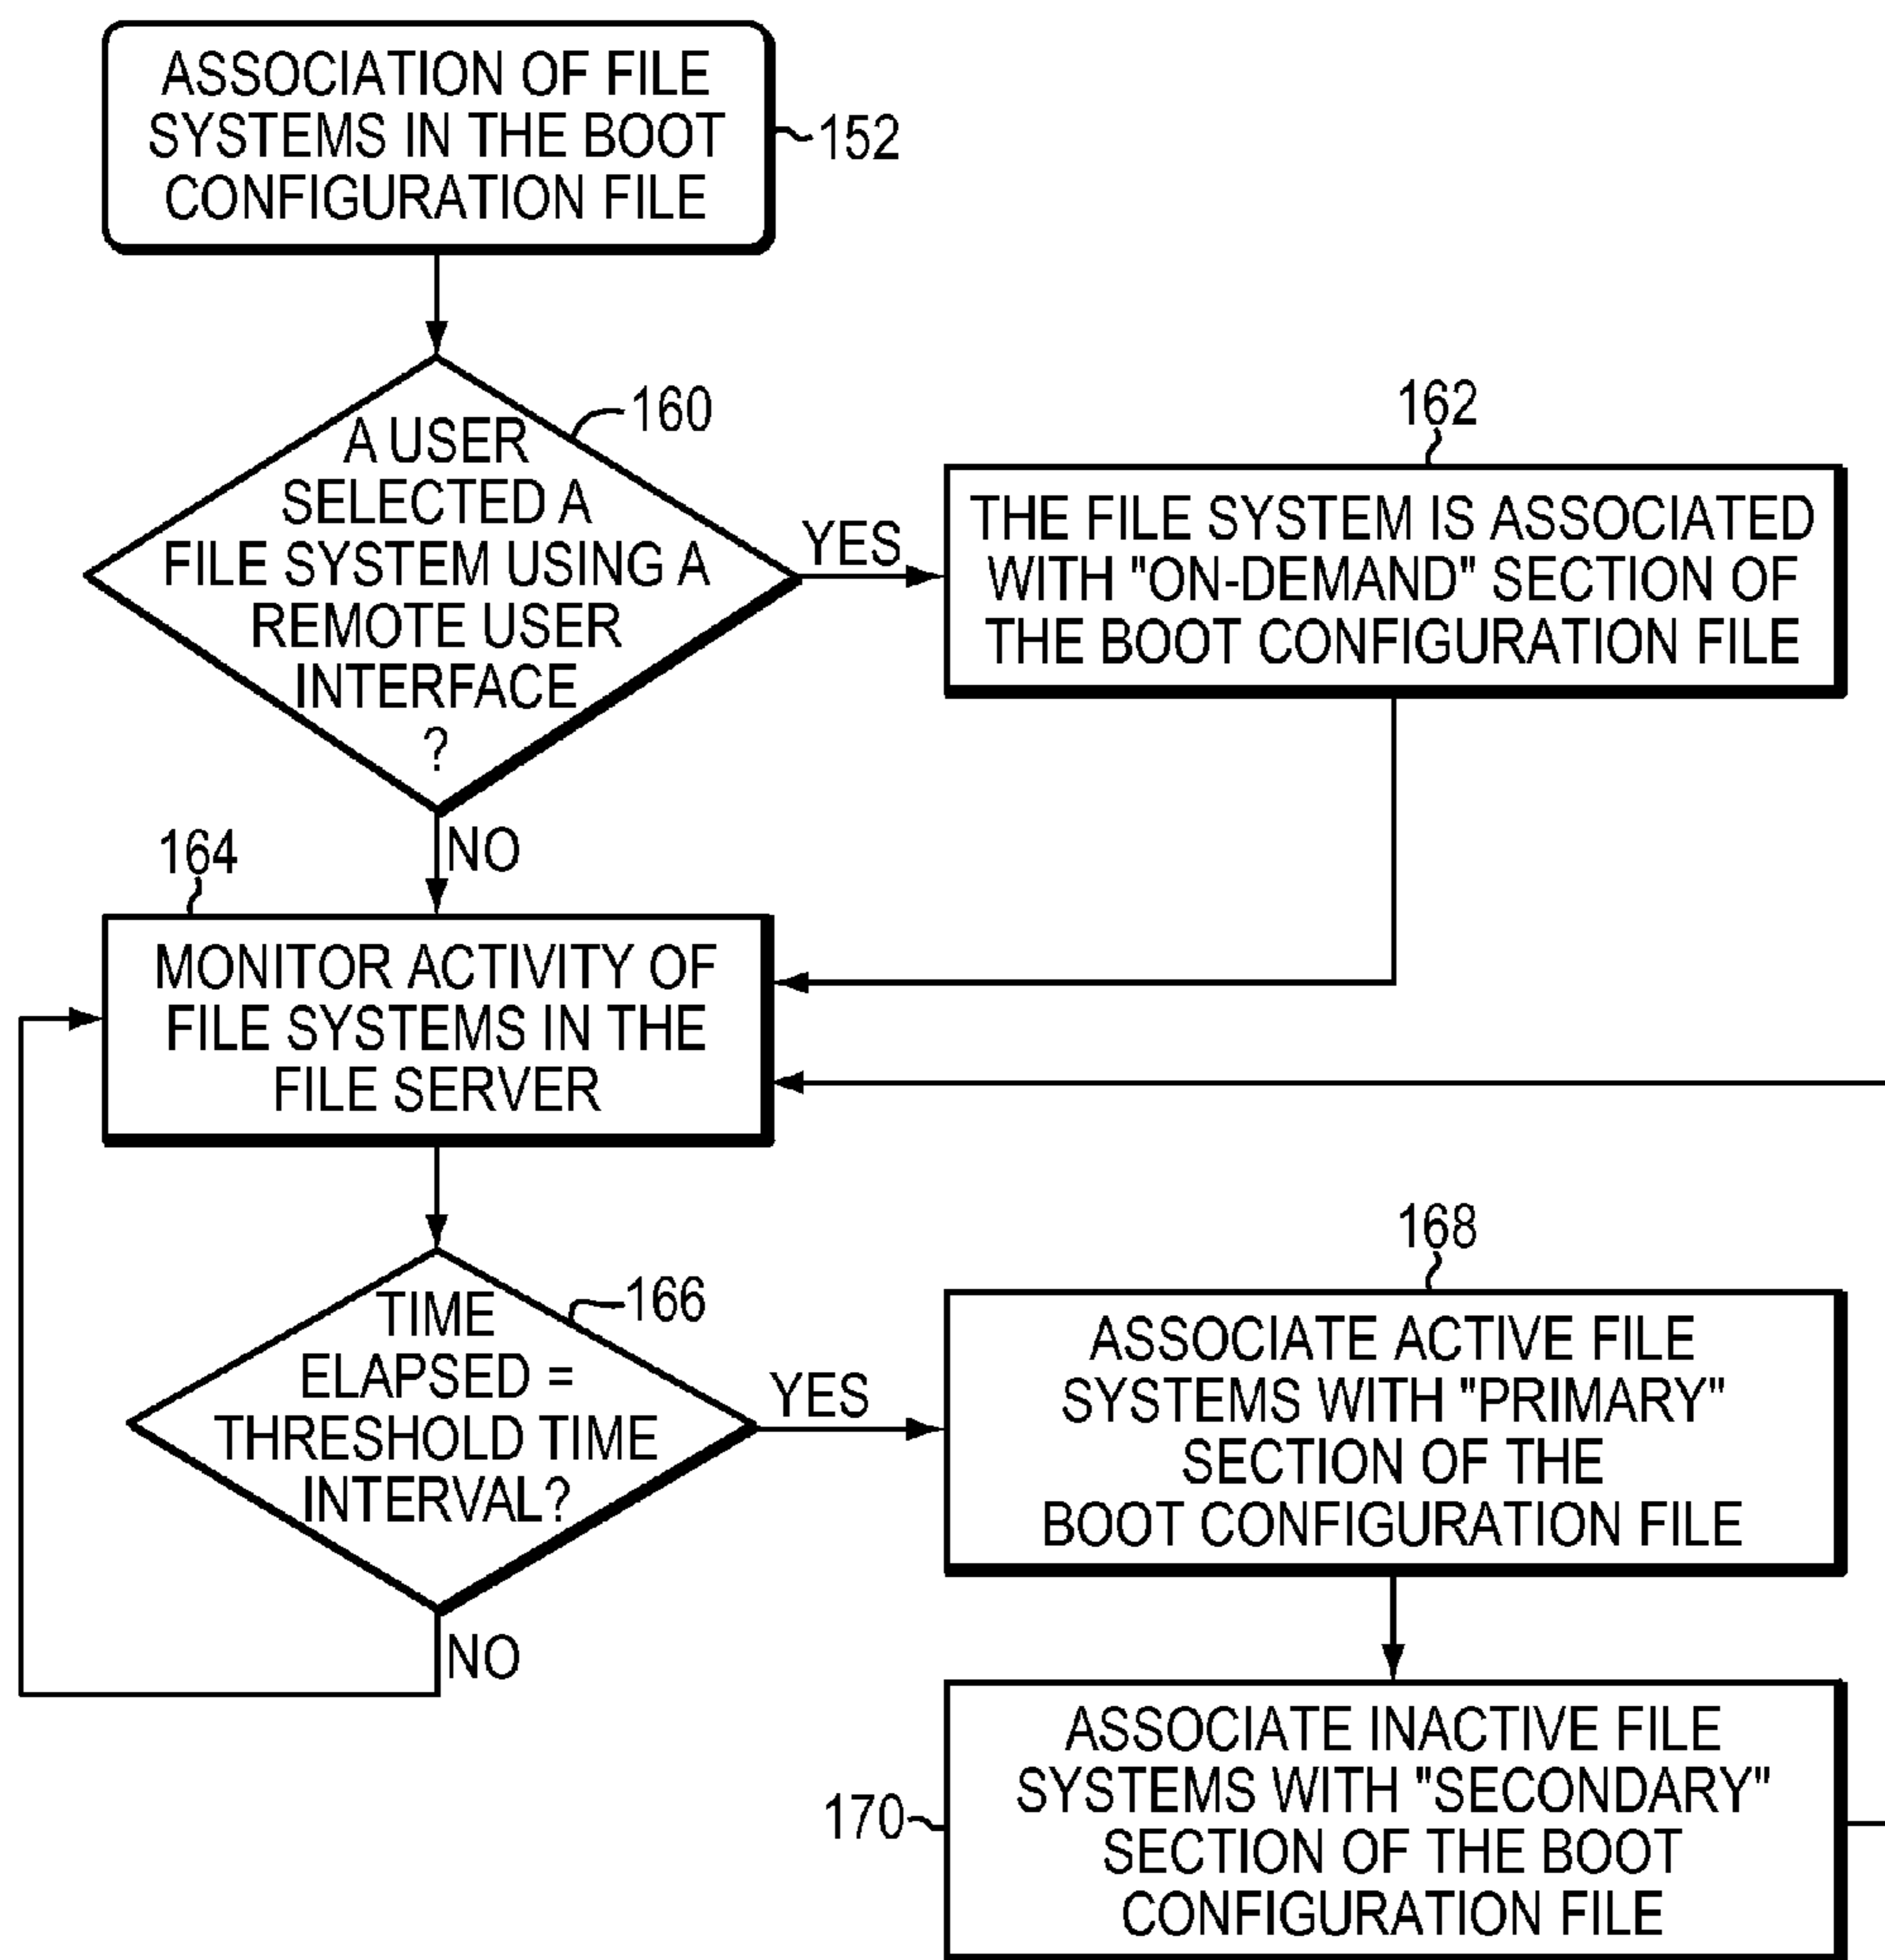 ASSOCIATION OF FILE
SYSTEMS IN THE BOOT
CONFIGURATION FILE
152
160
A USER
SELECTED A
FILE SYSTEM USING A
REMOTE USER
INTERFACE
?
YES
162
THE FILE SYSTEM IS ASSOCIATED
WITH "ON-DEMAND" SECTION OF
THE BOOT CONFIGURATION FILE
NO
164
MONITOR ACTIVITY OF
FILE SYSTEMS IN THE
FILE SERVER
166
TIME
ELAPSED =
THRESHOLD TIME
INTERVAL?
YES
NO
168
ASSOCIATE ACTIVE FILE
SYSTEMS WITH "PRIMARY"
SECTION OF THE
BOOT CONFIGURATION FILE
170
ASSOCIATE INACTIVE FILE
SYSTEMS WITH "SECONDARY"
SECTION OF THE BOOT
CONFIGURATION FILE